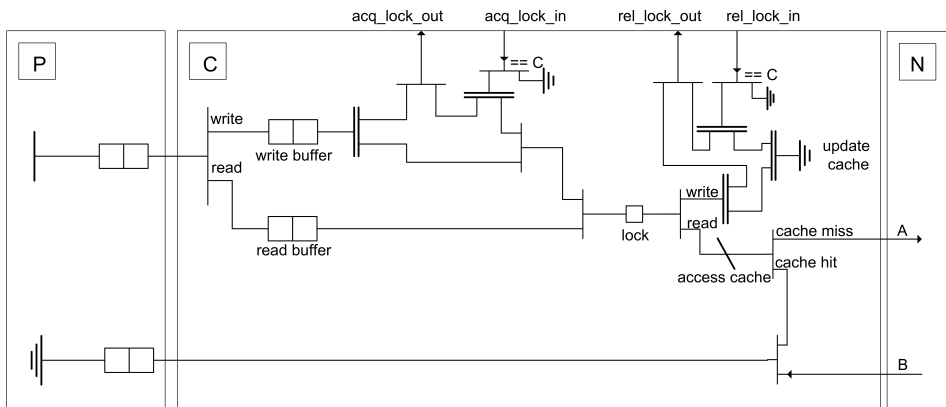 acq_lock_out acq_lock_in rel_lock_out rel_lock_in
P C N
== C == C
write
write buffer
update
cache
read
write
read
read buffer
lock
cache miss A
access cache
cache hit
B